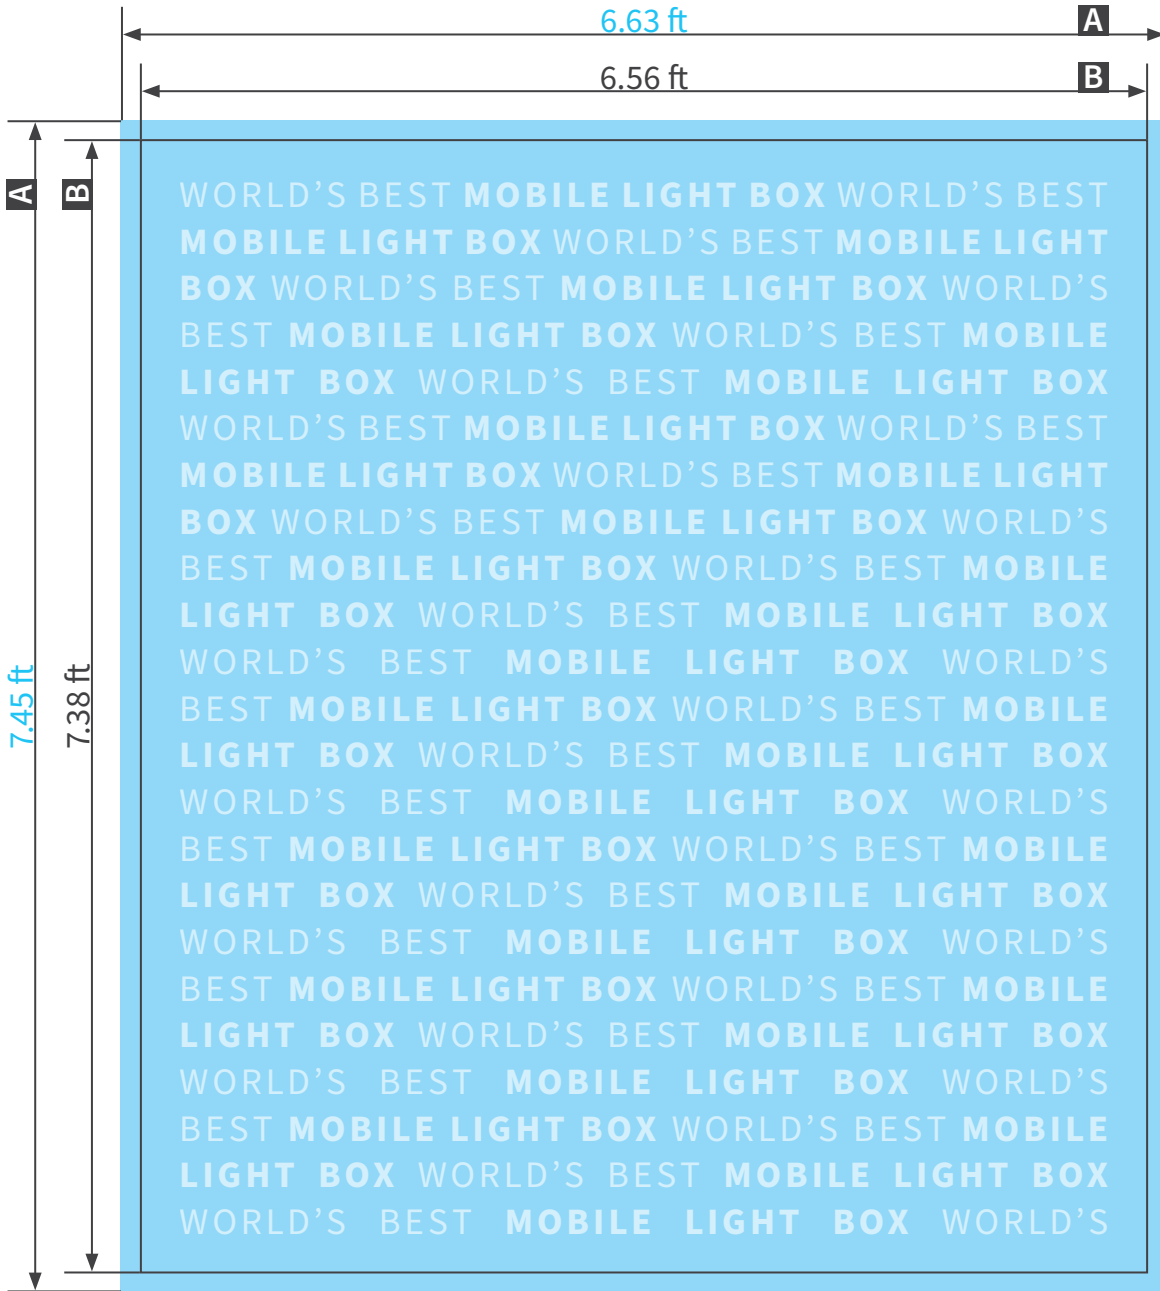 6.63 ft A
6.56 ft B
A B
WORLD’S BEST MOBILE LIGHT BOX WORLD’S BEST
MOBILE LIGHT BOX WORLD’S BEST MOBILE LIGHT
BOX WORLD’S BEST MOBILE LIGHT BOX WORLD’S
BEST MOBILE LIGHT BOX WORLD’S BEST MOBILE
LIGHT BOX WORLD’S BEST MOBILE LIGHT BOX
WORLD’S BEST MOBILE LIGHT BOX WORLD’S BEST
MOBILE LIGHT BOX WORLD’S BEST MOBILE LIGHT
BOX WORLD’S BEST MOBILE LIGHT BOX WORLD’S
BEST MOBILE LIGHT BOX WORLD’S BEST MOBILE
LIGHT BOX WORLD’S BEST MOBILE LIGHT BOX
WORLD’S BEST MOBILE LIGHT BOX WORLD’S
BEST MOBILE LIGHT BOX WORLD’S BEST MOBILE
LIGHT BOX WORLD’S BEST MOBILE LIGHT BOX
WORLD’S BEST MOBILE LIGHT BOX WORLD’S
BEST MOBILE LIGHT BOX WORLD’S BEST MOBILE
LIGHT BOX WORLD’S BEST MOBILE LIGHT BOX
WORLD’S BEST MOBILE LIGHT BOX WORLD’S
BEST MOBILE LIGHT BOX WORLD’S BEST MOBILE
LIGHT BOX WORLD’S BEST MOBILE LIGHT BOX
WORLD’S BEST MOBILE LIGHT BOX WORLD’S
BEST MOBILE LIGHT BOX WORLD’S BEST MOBILE
LIGHT BOX WORLD’S BEST MOBILE LIGHT BOX
WORLD’S BEST MOBILE LIGHT BOX WORLD’S
7.45 ft
7.38 ft